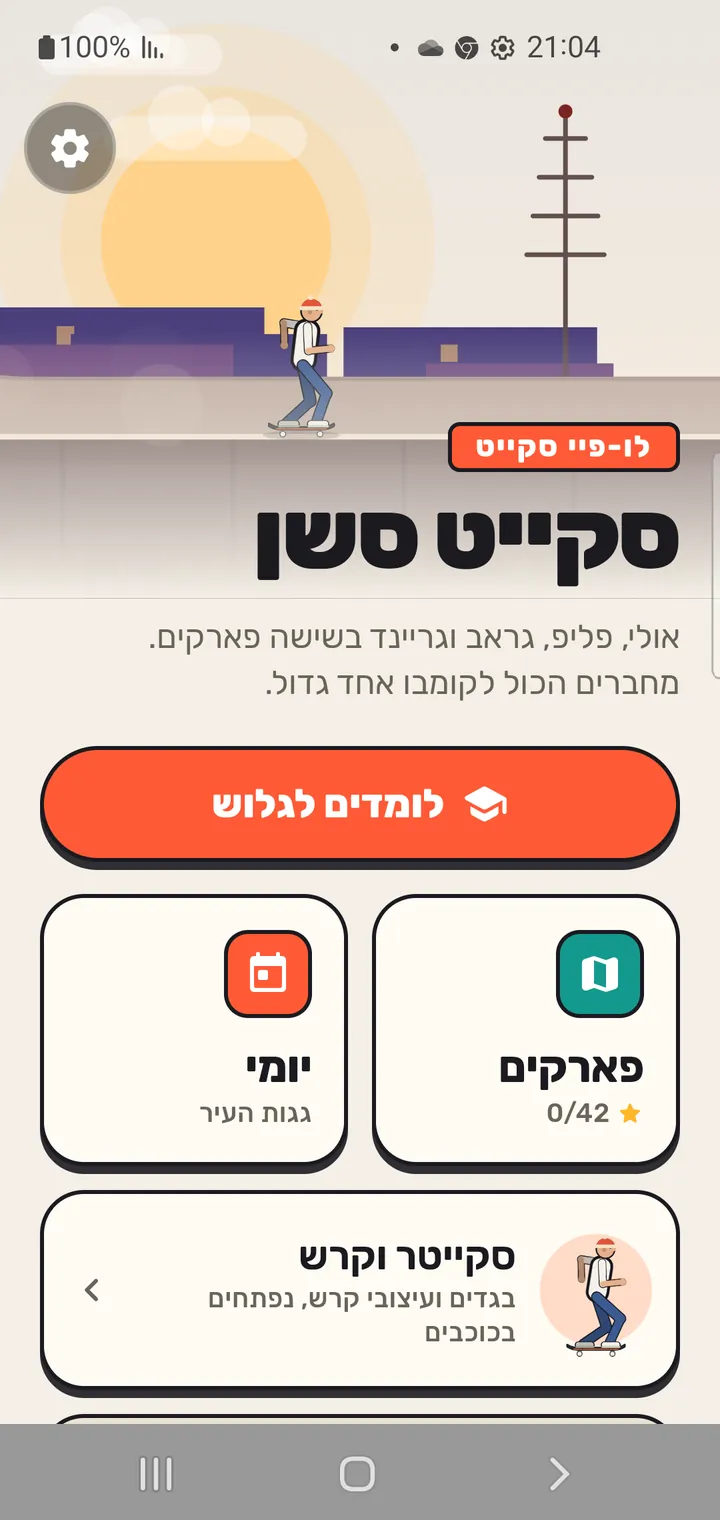 100%
21:04
לו-פיי סקייט
סקייט סשן
אולי, פליפ, גראב וגריינד בשישה פארקים.
מחברים הכול לקומבו אחד גדול.
לומדים לגלוש
פארקים
0/42
יומי
גגות העיר
סקייטר וקרש
בגדים ועיצובי קרש, נפתחים
בכוכבים